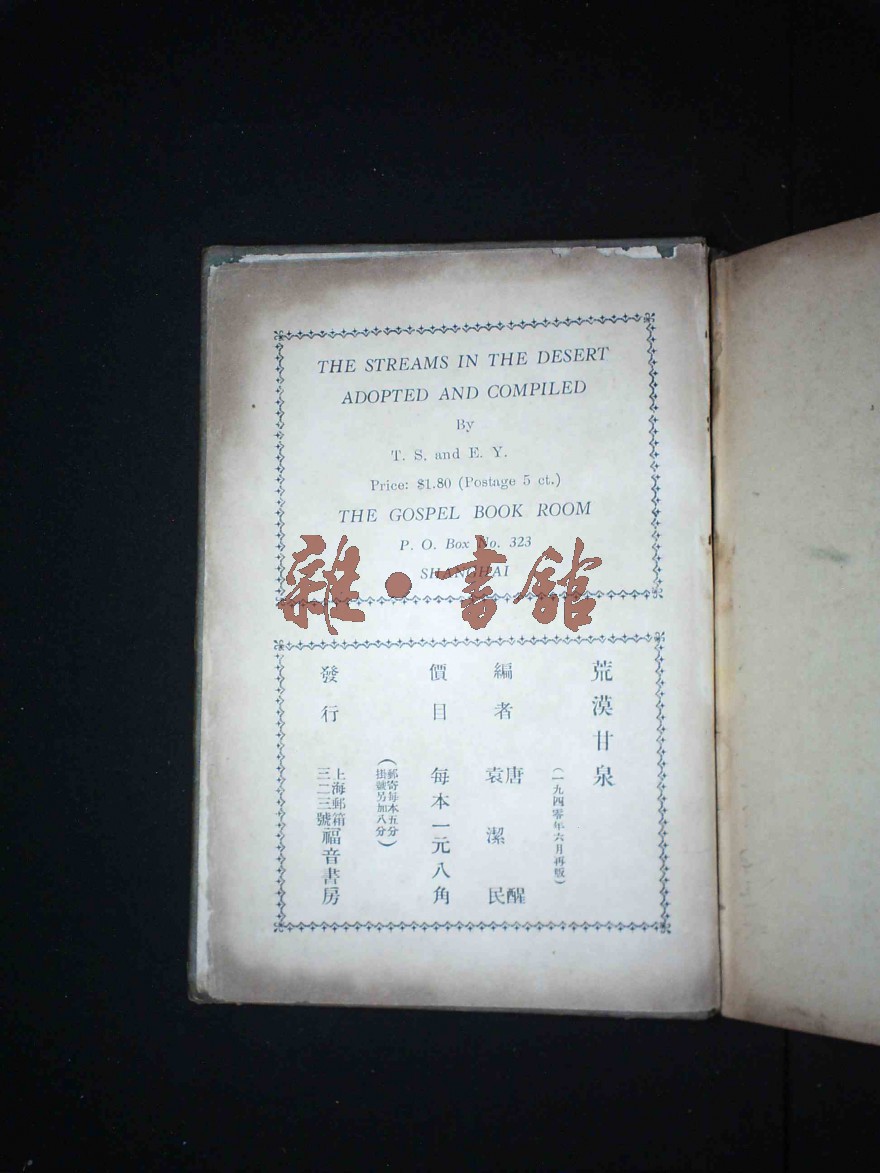 THE STREAMS IN THE DESERT
ADOPTED AND COMPILED
By
T. S. and E. Y.
Price: $1.80 (Postage 5 ct.)
THE GOSPEL BOOK ROOM
P. O. Box No. 323
SHANGHAI
雜·書館
荒漠甘泉
(一九四零年六月再版)
編者 唐醒
袁潔民
價目 每本一元八角
(郵寄每本五分
掛號另加八分)
發行 上海郵箱
三二三號福音書房